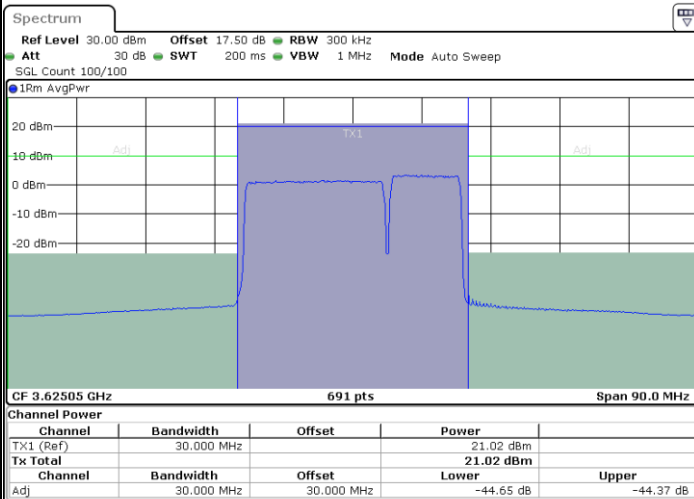 Spectrum
Ref Level 30.00 dBm Offset 17.50 dB RBW 300 kHz
Att 30 dB SWT 200 ms VBW 1 MHz Mode Auto Sweep
SGL Count 100/100
1Rm AvgPwr
20 dBm
TX1
Adj Adj
10 dBm
0 dBm
-10 dBm
-20 dBm
CF 3.62505 GHz 691 pts Span 90.0 MHz
Channel Power
Channel Bandwidth Offset Power
TX1 (Ref) 30.000 MHz 21.02 dBm
Tx Total 21.02 dBm
Channel Bandwidth Offset Lower Upper
Adj 30.000 MHz 30.000 MHz -44.65 dB -44.37 dB